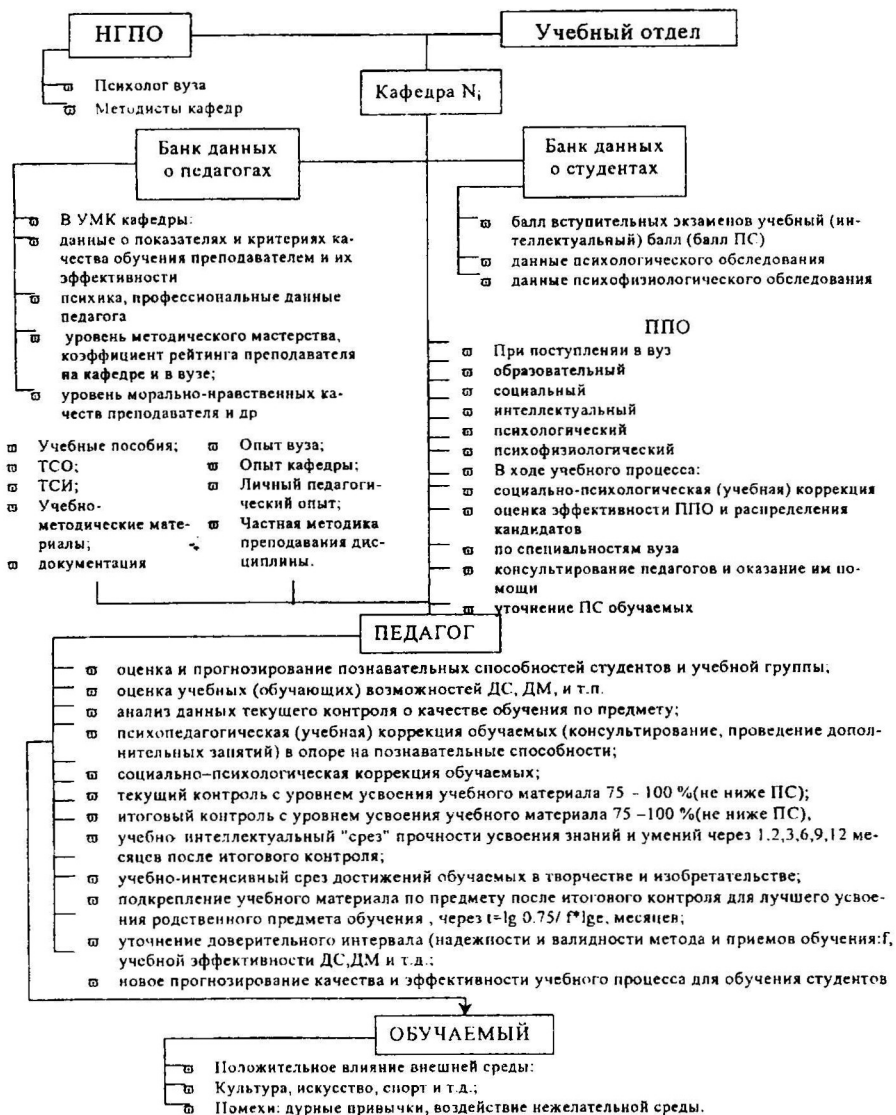 НГПО
Учебный отдел
Психолог вуза
Методисты кафедр
Кафедра Ni
Банк данных
о педагогах
Банк данных
о студентах
В УМК кафедры:
данные о показателях и критериях ка-
чества обучения преподавателем и их
эффективности
психика, профессиональные данные
педагога
уровень методического мастерства,
коэффициент рейтинга преподавателя
на кафедре и в вузе;
уровень морально-нравственных ка-
честв преподавателя и др
балл вступительных экзаменов учебный (ин-
теллектуальный) балл (балл ПС)
данные психологического обследования
данные психофизиологического обследования
ППО
При поступлении в вуз
образовательный
социальный
интеллектуальный
психологический
психофизиологический
В ходе учебного процесса:
социально-психологическая (учебная) коррекция
оценка эффективности ППО и распределения
кандидатов
по специальностям вуза
консультирование педагогов и оказание им по-
мощи
уточнение ПС обучаемых
Учебные пособия;
ТСО;
ТСИ;
Учебно-
методические мате-
риалы;
документация
Опыт вуза;
Опыт кафедры;
Личный педагоги-
ческий опыт;
Частная методика
преподавания дис-
циплины.
ПЕДАГОГ
оценка и прогнозирование познавательных способностей студентов и учебной группы;
оценка учебных (обучающих) возможностей ДС, ДМ, и т.п.
анализ данных текущего контроля о качестве обучения по предмету;
психопедагогическая (учебная) коррекция обучаемых (консультирование, проведение допол-
нительных занятий) в опоре на познавательные способности;
социально–психологическая коррекция обучаемых;
текущий контроль с уровнем усвоения учебного материала 75 – 100 %(не ниже ПС);
итоговый контроль с уровнем усвоения учебного материала 75 –100 %(не ниже ПС),
учебно- интеллектуальный "срез" прочности усвоения знаний и умений через 1.2,3,6,9,12 ме-
сяцев после итогового контроля;
учебно-интенсивный срез достижений обучаемых в творчестве и изобретательстве;
подкрепление учебного материала по предмету после итогового контроля для лучшего усвое-
ния родственного предмета обучения , через t=lg 0.75/ f*lge, месяцев;
уточнение доверительного интервала (надежности и валидности метода и приемов обучения:f,
учебной эффективности ДС,ДМ и т.д.;
новое прогнозирование качества и эффективности учебного процесса для обучения студентов
ОБУЧАЕМЫЙ
Положительное влияние внешней среды:
Культура, искусство, спорт и т.д.;
Помехи: дурные привычки, воздействие нежелательной среды.